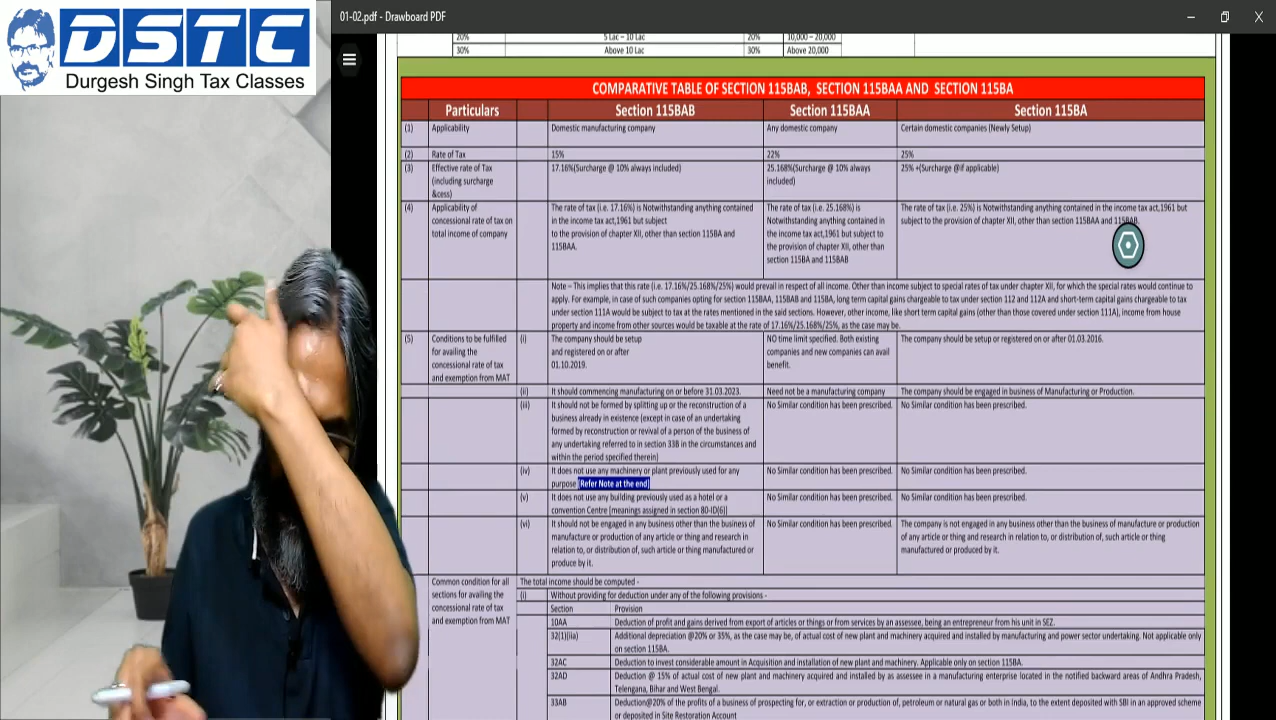 DSTC
Durgesh Singh Tax Classes
01-02.pdf - Drawboard PDF
20% 5 Lac – 10 Lac 20% 10,000 – 20,000
30% Above 10 Lac 30% Above 20,000
COMPARATIVE TABLE OF SECTION 115BAB, SECTION 115BAA AND SECTION 115BA
Particulars Section 115BAB Section 115BAA Section 115BA
(1) Applicability Domestic manufacturing company Any domestic company Certain domestic companies (Newly Setup)
(2) Rate of Tax 15% 22% 25%
(3) Effective rate of Tax 17.16%(Surcharge @ 10% always included) 25.168%(Surcharge @ 10% always 25% +(Surcharge @if applicable)
(including surcharge included)
&cess)
(4) Applicability of The rate of tax (i.e. 17.16%) is Notwithstanding anything contained The rate of tax (i.e. 25.168%) is The rate of tax (i.e. 25%) is Notwithstanding anything contained in the income tax act,1961 but
concessional rate of tax on in the income tax act,1961 but subject Notwithstanding anything contained in subject to the provision of chapter XII, other than section 115BAA and 115BAB.
total income of company to the provision of chapter XII, other than section 115BA and the income tax act,1961 but subject to
115BAA. the provision of chapter XII, other than
section 115BA and 115BAB
Note – This implies that this rate (i.e. 17.16%/25.168%/25%) would prevail in respect of all income. Other than income subject to special rates of tax under chapter XII, for which the special rates would continue to
apply. For example, in case of such companies opting for section 115BAA, 115BAB and 115BA, long term capital gains chargeable to tax under section 112 and 112A and short-term capital gains chargeable to tax
under section 111A would be subject to tax at the rates mentioned in the said sections. However, other income, like short term capital gains (other than those covered under section 111A), income from house
property and income from other sources would be taxable at the rate of 17.16%/25.168%/25%, as the case may be.
(5) Conditions to be fulfilled (i) The company should be setup NO time limit specified. Both existing The company should be setup or registered on or after 01.03.2016.
for availing the and registered on or after companies and new companies can avail
concessional rate of tax 01.10.2019. benefit.
and exemption from MAT
(ii) It should commencing manufacturing on or before 31.03.2023. Need not be a manufacturing company The company should be engaged in business of Manufacturing or Production.
(iii) It should not be formed by splitting up or the reconstruction of a No Similar condition has been prescribed. No Similar condition has been prescribed.
business already in existence (except in case of an undertaking
formed by reconstruction or revival of a person of the business of
any undertaking referred to in section 33B in the circumstances and
within the period specified therein)
(iv) It does not use any machinery or plant previously used for any No Similar condition has been prescribed. No Similar condition has been prescribed.
purpose [Refer Note at the end]
(v) It does not use any building previously used as a hotel or a No Similar condition has been prescribed. No Similar condition has been prescribed.
convention Centre [meanings assigned in section 80-ID(6)]
(vi) It should not be engaged in any business other than the business of No Similar condition has been prescribed. The company is not engaged in any business other than the business of manufacture or production
manufacture or production of any article or thing and research in of any article or thing and research in relation to, or distribution of, such article or thing
relation to, or distribution of, such article or thing manufactured or manufactured or produced by it.
produce by it.
Common condition for all The total income should be computed -
sections for availing the (i) Without providing for deduction under any of the following provisions -
concessional rate of tax Section Provision
and exemption from MAT 10AA Deduction of profit and gains derived from export of articles or things or from services by an assessee, being an entrepreneur from his unit in SEZ.
32(1)(iia) Additional depreciation @20% or 35%, as the case may be, of actual cost of new plant and machinery acquired and installed by manufacturing and power sector undertaking. Not applicable only
on section 115BA.
32AC Deduction to invest considerable amount in Acquisition and installation of new plant and machinery. Applicable only on section 115BA.
32AD Deduction @ 15% of actual cost of new plant and machinery acquired and installed by as assessee in a manufacturing enterprise located in the notified backward areas of Andhra Pradesh,
Telengana, Bihar and West Bengal.
33AB Deduction@20% of the profits of a business of prospecting for, or extraction or production of, petroleum or natural gas or both in India, to the extent deposited with SBI in an approved scheme
or deposited in Site Restoration Account